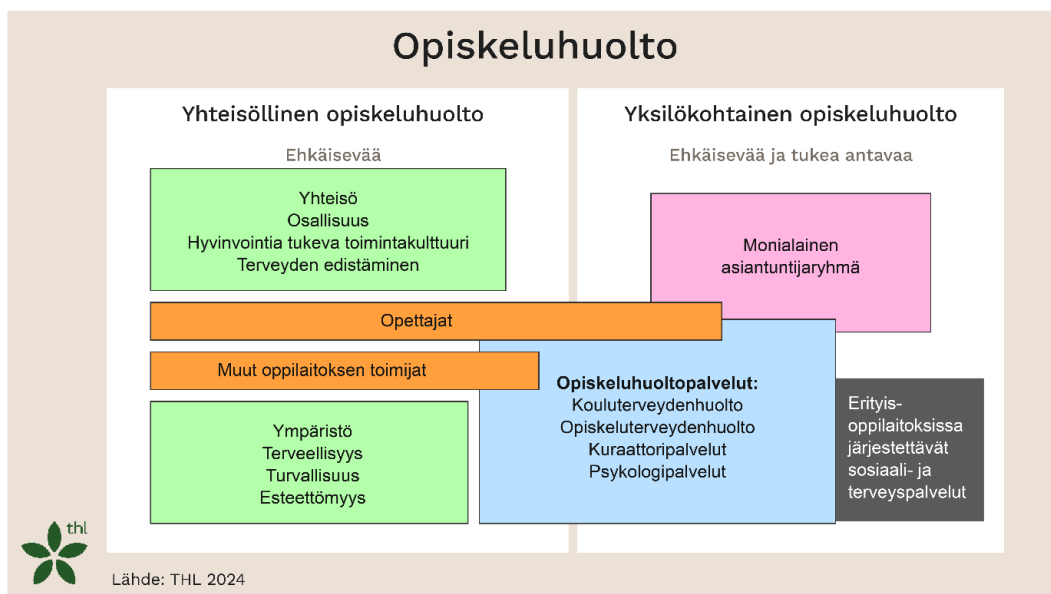 Opiskeluhuolto
Yhteisöllinen opiskeluhuolto
Ehkäisevää
Yhteisö
Osallisuus
Hyvinvointia tukeva toimintakulttuuri
Terveyden edistäminen
Opettajat
Muut oppilaitoksen toimijat
Ympäristö
Terveellisyys
Turvallisuus
Esteettömyys
Yksilökohtainen opiskeluhuolto
Ehkäisevää ja tukea antavaa
Monialainen
asiantuntijaryhmä
Opiskeluhuoltopalvelut:
Kouluterveydenhuolto
Opiskeluterveydenhuolto
Kuraattoripalvelut
Psykologipalvelut
Erityis-
oppilaitoksissa
järjestettävät
sosiaali- ja
terveyspalvelut
thl
Lähde: THL 2024